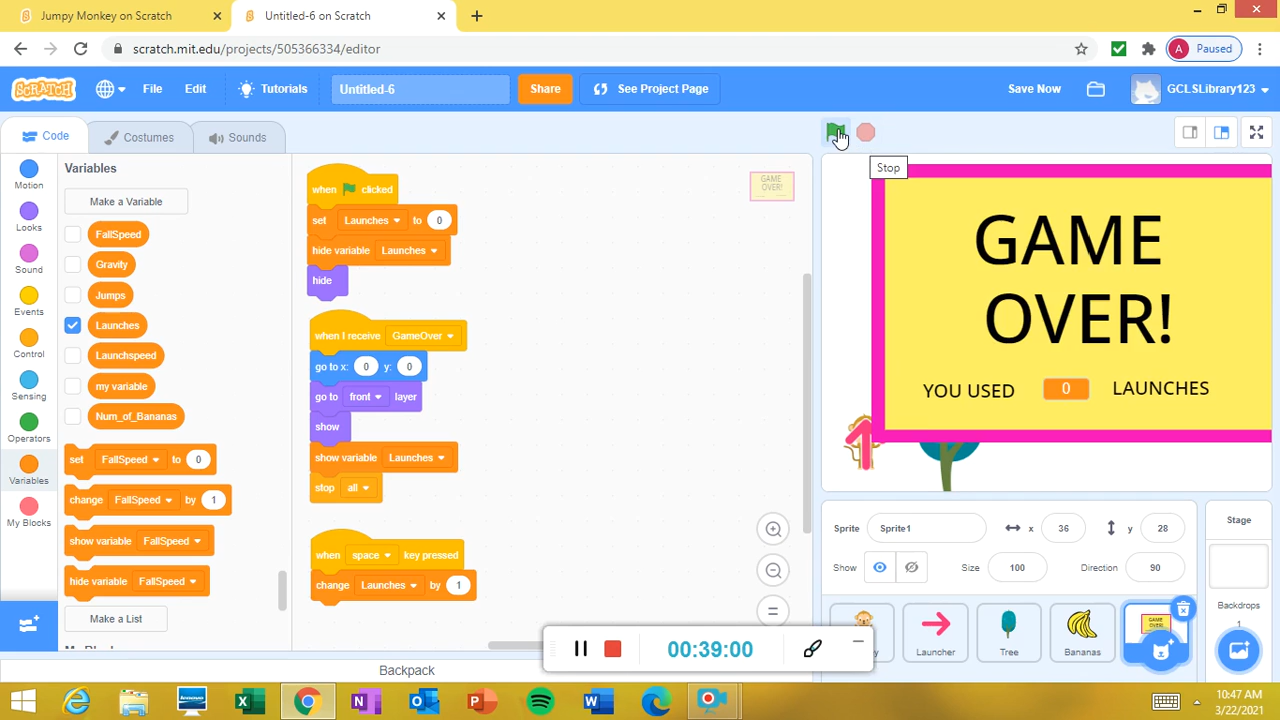 Jumpy Monkey on Scratch
Untitled-6 on Scratch
scratch.mit.edu/projects/505366334/editor
A Paused
SCRATCH
File
Edit
Tutorials
Untitled-6
Share
See Project Page
Save Now
GCLSLibrary123
Code
Costumes
Sounds
Motion
Looks
Sound
Events
Control
Sensing
Operators
Variables
My Blocks
Variables
Make a Variable
FallSpeed
Gravity
Jumps
Launches
Launchspeed
my variable
Num_of_Bananas
set FallSpeed to 0
change FallSpeed by 1
show variable FallSpeed
hide variable FallSpeed
Make a List
when clicked
set Launches to 0
hide variable Launches
hide
when I receive GameOver
go to x: 0 y: 0
go to front layer
show
show variable Launches
stop all
when space key pressed
change Launches by 1
GAME
OVER!
Stop
GAME
OVER!
YOU USED 0 LAUNCHES
1
Sprite Sprite1 x 36 y 28
Show Size 100 Direction 90
Launcher
Tree
Bananas
GAME
OVER!
Stage
Backdrops
1
00:39:00
Backpack
10:47 AM
3/22/2021